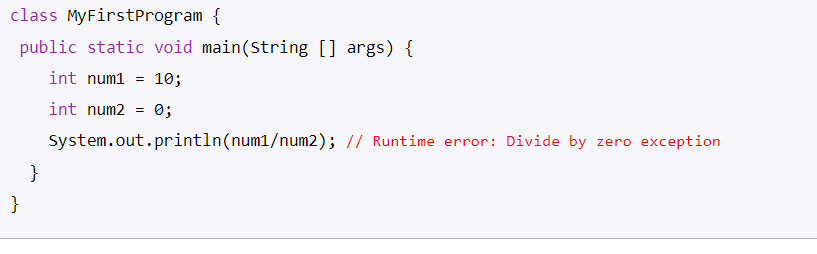 class MyFirstProgram {
public static void main(String [] args) {
int num1 = 10;
int num2 = 0;
System.out.println(num1/num2); // Runtime error: Divide by zero exception
}
}